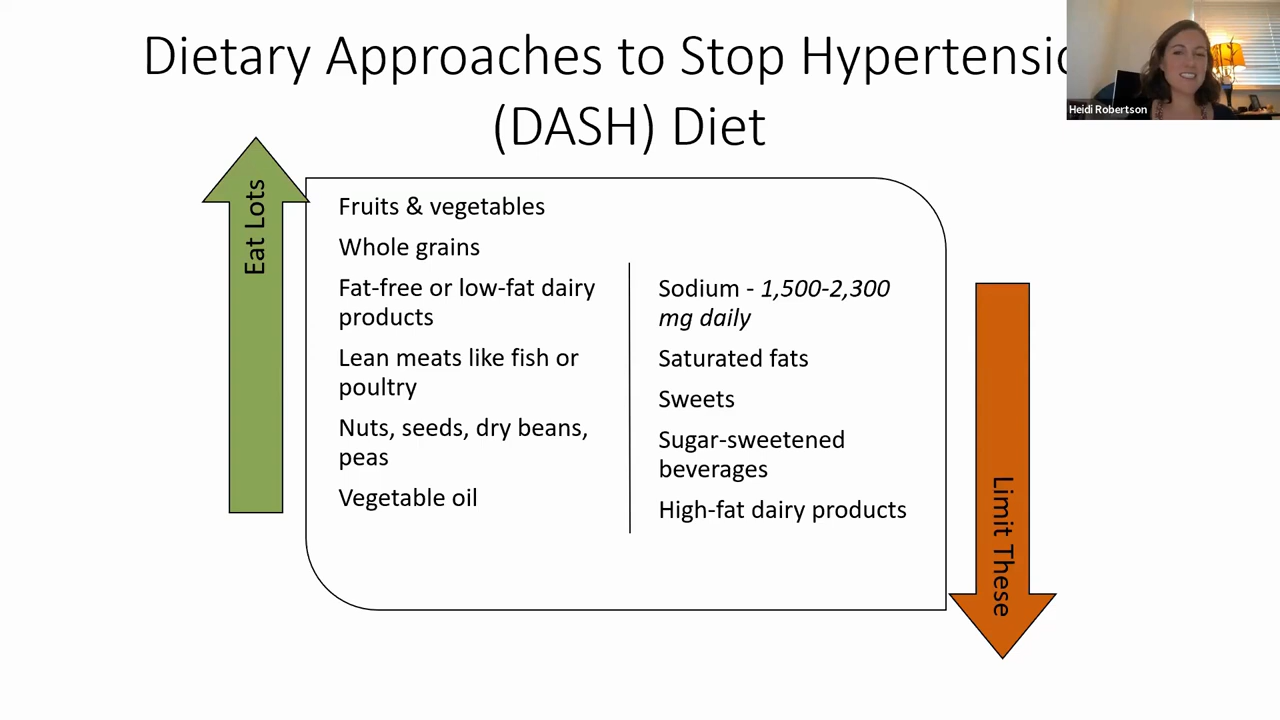 Dietary Approaches to Stop Hypertensio
(DASH) Diet
Heidi Robertson
Eat Lots
Fruits & vegetables
Whole grains
Fat-free or low-fat dairy
products
Lean meats like fish or
poultry
Nuts, seeds, dry beans,
peas
Vegetable oil
Sodium - 1,500-2,300
mg daily
Saturated fats
Sweets
Sugar-sweetened
beverages
High-fat dairy products
Limit These